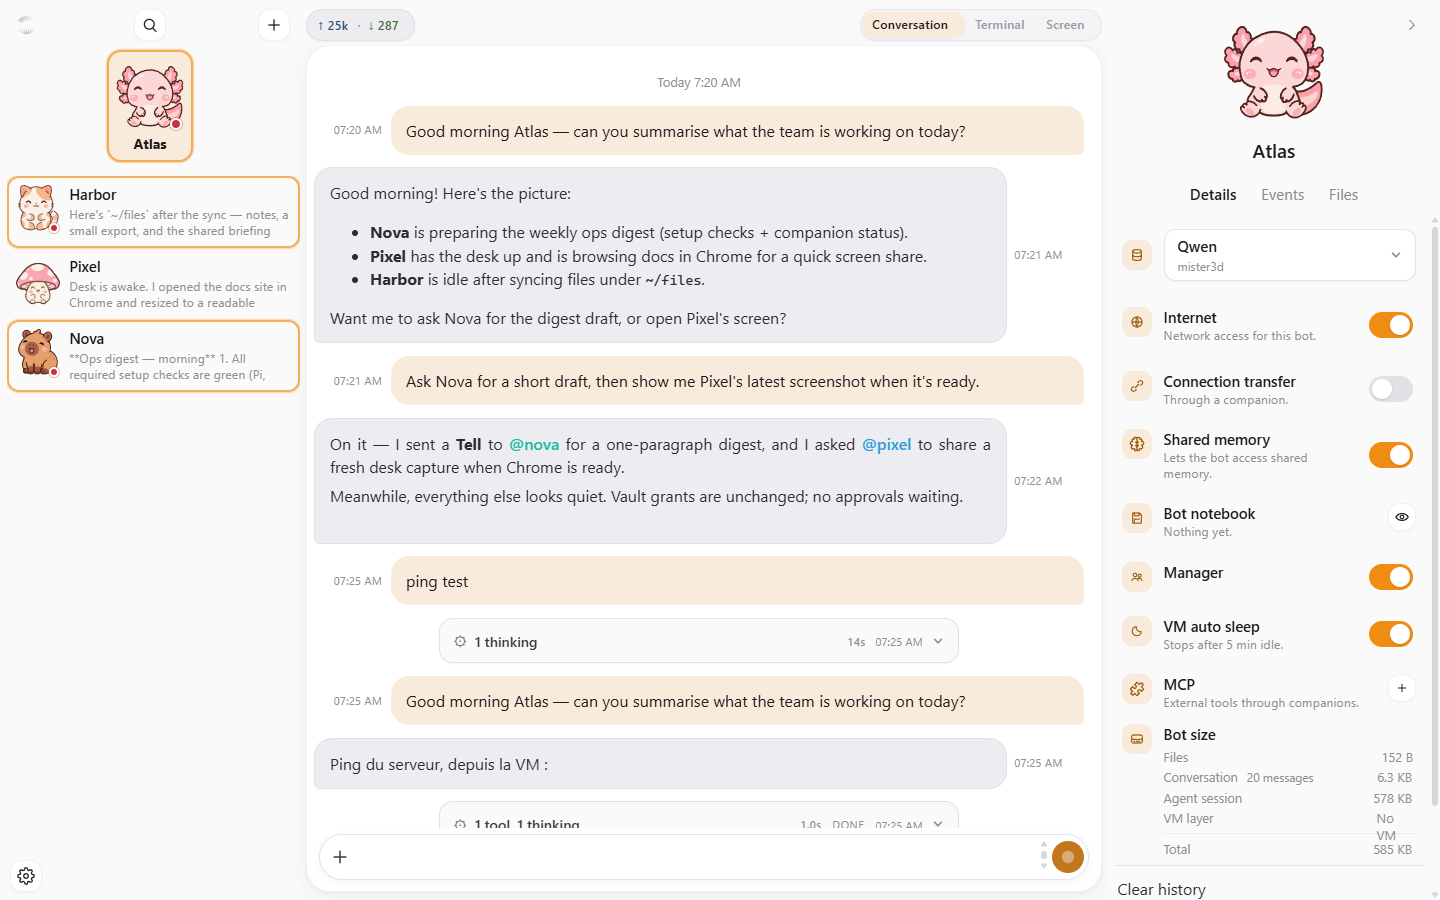 Atlas
Harbor
Here's `~/files` after the sync — notes, a
small export, and the shared briefing
Pixel
Desk is awake. I opened the docs site in
Chrome and resized to a readable
Nova
**Ops digest — morning** 1. All
required setup checks are green (Pi,
↑ 25k · ↓ 287
Conversation
Terminal
Screen
Today 7:20 AM
07:20 AM
Good morning Atlas — can you summarise what the team is working on today?
Good morning! Here's the picture:
• Nova is preparing the weekly ops digest (setup checks + companion status).
• Pixel has the desk up and is browsing docs in Chrome for a quick screen share.
• Harbor is idle after syncing files under ~/files.
Want me to ask Nova for the digest draft, or open Pixel's screen?
07:21 AM
07:21 AM
Ask Nova for a short draft, then show me Pixel's latest screenshot when it's ready.
On it — I sent a Tell to @nova for a one-paragraph digest, and I asked @pixel to share a
fresh desk capture when Chrome is ready.
Meanwhile, everything else looks quiet. Vault grants are unchanged; no approvals waiting.
07:22 AM
07:25 AM
ping test
1 thinking
14s 07:25 AM
07:25 AM
Good morning Atlas — can you summarise what the team is working on today?
Ping du serveur, depuis la VM :
07:25 AM
1 tool, 1 thinking
1.0s DONE 07:25 AM
Atlas
Details
Events
Files
Qwen
mister3d
Internet
Network access for this bot.
Connection transfer
Through a companion.
Shared memory
Lets the bot access shared
memory.
Bot notebook
Nothing yet.
Manager
VM auto sleep
Stops after 5 min idle.
MCP
External tools through companions.
Bot size
Files 152 B
Conversation 20 messages 6.3 KB
Agent session 578 KB
VM layer No
VM
Total 585 KB
Clear history